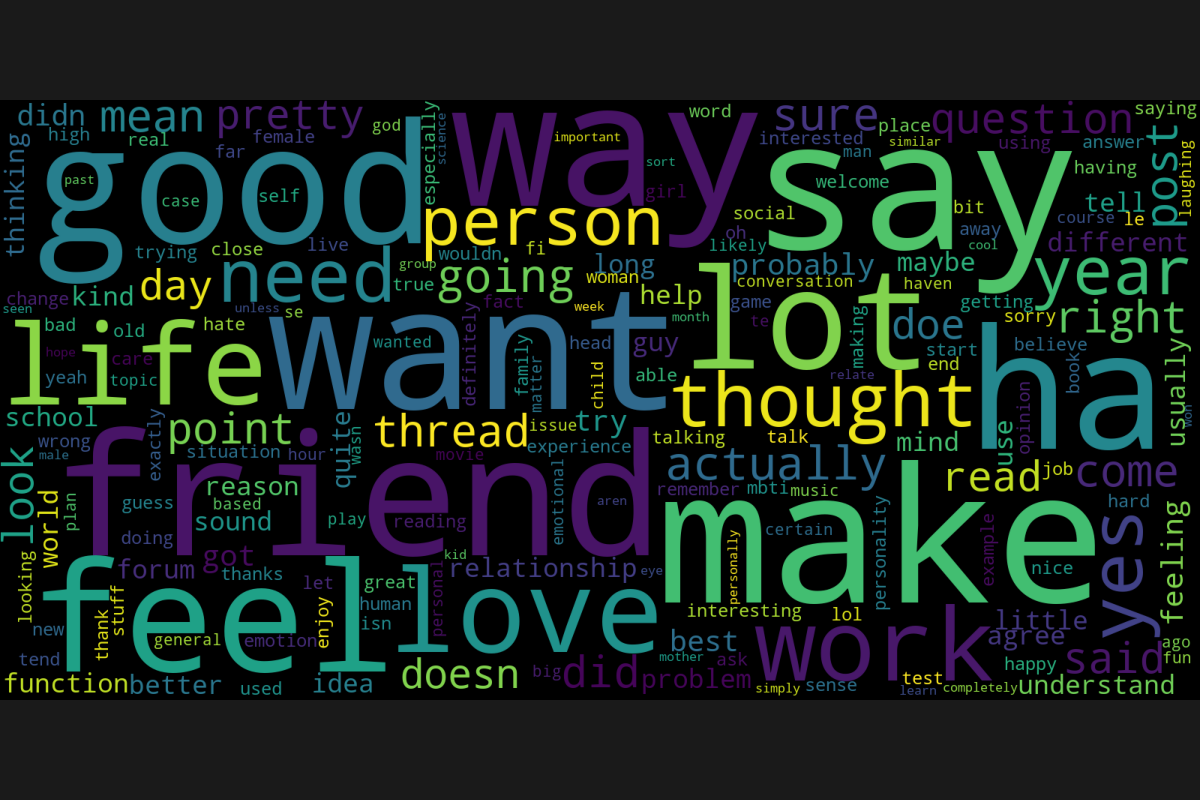 didn mean pretty god especially science way important word sure place question saying
high real far female sort interested man similar using answer post laughing
thinking past good case self girl say welcome having
person social bit tell course le
trying close live wouldn fi oh likely away cool different
day need group true going long woman probably conversation maybe haven year
change kind unless se fact week help game lot getting
seen bad old hate want definitely month te making doe sorry right
life wanted family matter head guy start
hope care yeah topic child able thought relate end believe book ha usually won
school point thread issue try talking talk mind use opinion
wrong male exactly situation hour quite wasn movie experience actually come
look friend reason aren remember mbti music read job
world plan guess based sound play reading emotional make certain personality hard
doing got kid example yes feeling
looking forum thanks let great relationship eye personally nice
new thank stuff feel human enjoy isn personal love interesting lol little
tend general emotion best work agree ago
function better used idea doesn mother big did ask problem simply sense test learn completely happy said fun understand